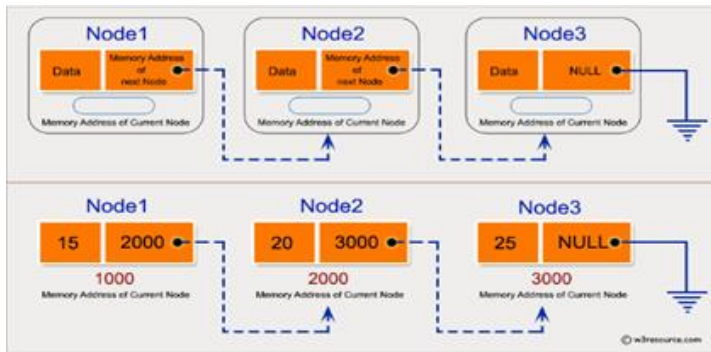 Node1 Node2 Node3
Data Memory Address of next Node Data Memory Address of next Node Data NULL
Memory Address of Current Node Memory Address of Current Node Memory Address of Current Node
Node1 Node2 Node3
15 2000 20 3000 25 NULL
1000 2000 3000
Memory Address of Current Node Memory Address of Current Node Memory Address of Current Node
© w3resource.com